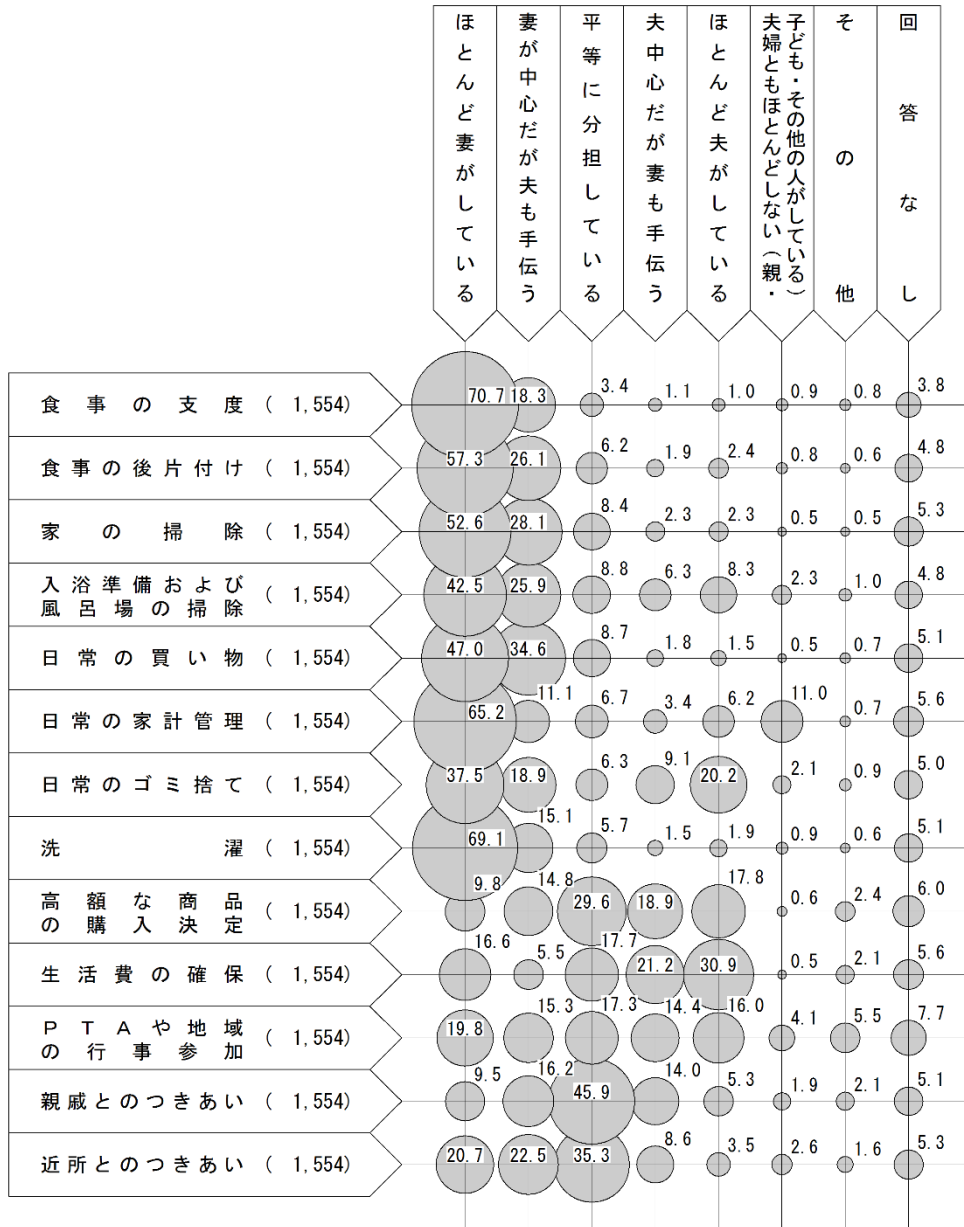 ほとんど妻がしている
妻が中心だが夫も手伝う
平等に分担している
夫中心だが妻も手伝う
ほとんど夫がしている
夫婦ともほとんどしない（親・
子ども・その他の人がしている）
その他
回答なし
食事の支度 ( 1,554) 70.7 18.3 3.4 1.1 1.0 0.9 0.8 3.8
食事の後片付け ( 1,554) 57.3 26.1 6.2 1.9 2.4 0.8 0.6 4.8
家の掃除 ( 1,554) 52.6 28.1 8.4 2.3 2.3 0.5 0.5 5.3
入浴準備および
風呂場の掃除 ( 1,554) 42.5 25.9 8.8 6.3 8.3 2.3 1.0 4.8
日常の買い物 ( 1,554) 47.0 34.6 8.7 1.8 1.5 0.5 0.7 5.1
日常の家計管理 ( 1,554) 65.2 11.1 6.7 3.4 6.2 11.0 0.7 5.6
日常のゴミ捨て ( 1,554) 37.5 18.9 6.3 9.1 20.2 2.1 0.9 5.0
洗濯 ( 1,554) 69.1 15.1 5.7 1.5 1.9 0.9 0.6 5.1
高額な商品
の購入決定 ( 1,554) 9.8 14.8 29.6 18.9 17.8 0.6 2.4 6.0
生活費の確保 ( 1,554) 16.6 5.5 17.7 21.2 30.9 0.5 2.1 5.6
ＰＴＡや地域
の行事参加 ( 1,554) 19.8 15.3 17.3 14.4 16.0 4.1 5.5 7.7
親戚とのつきあい ( 1,554) 9.5 16.2 45.9 14.0 5.3 1.9 2.1 5.1
近所とのつきあい ( 1,554) 20.7 22.5 35.3 8.6 3.5 2.6 1.6 5.3